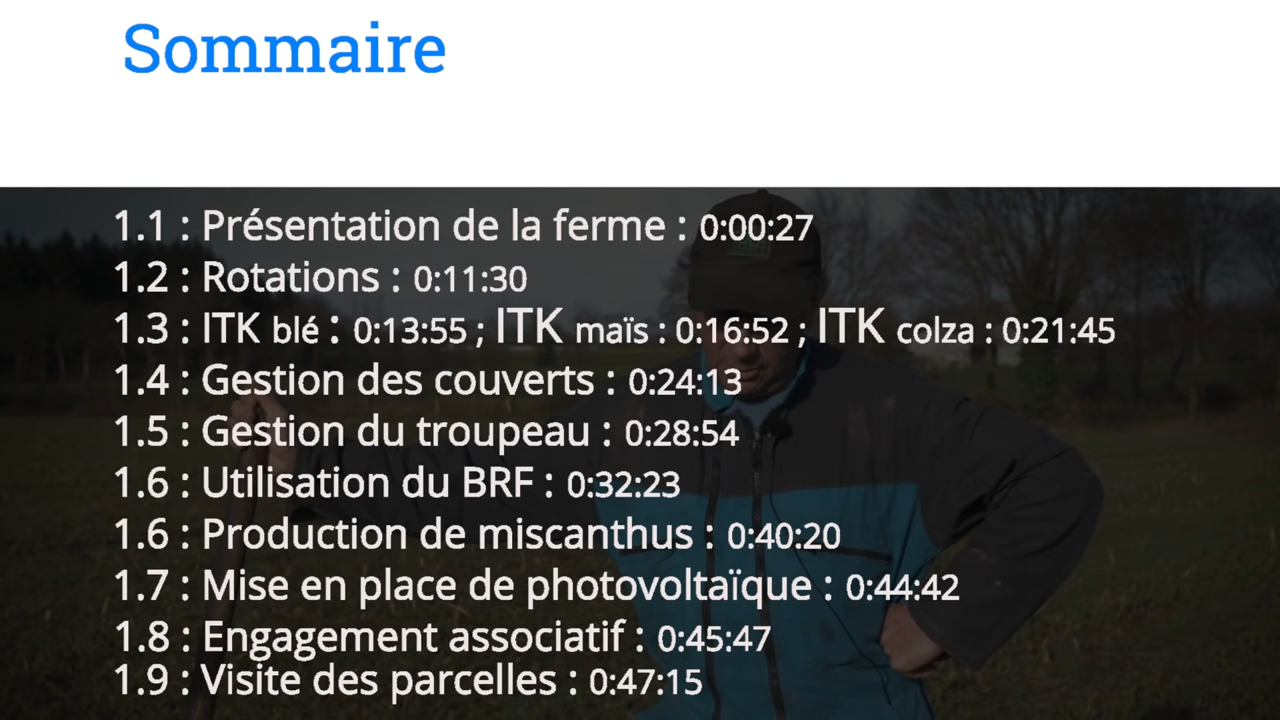 Sommaire
1.1 : Présentation de la ferme : 0:00:27
1.2 : Rotations : 0:11:30
1.3 : ITK blé : 0:13:55 ; ITK maïs : 0:16:52 ; ITK colza : 0:21:45
1.4 : Gestion des couverts : 0:24:13
1.5 : Gestion du troupeau : 0:28:54
1.6 : Utilisation du BRF : 0:32:23
1.6 : Production de miscanthus : 0:40:20
1.7 : Mise en place de photovoltaïque : 0:44:42
1.8 : Engagement associatif : 0:45:47
1.9 : Visite des parcelles : 0:47:15